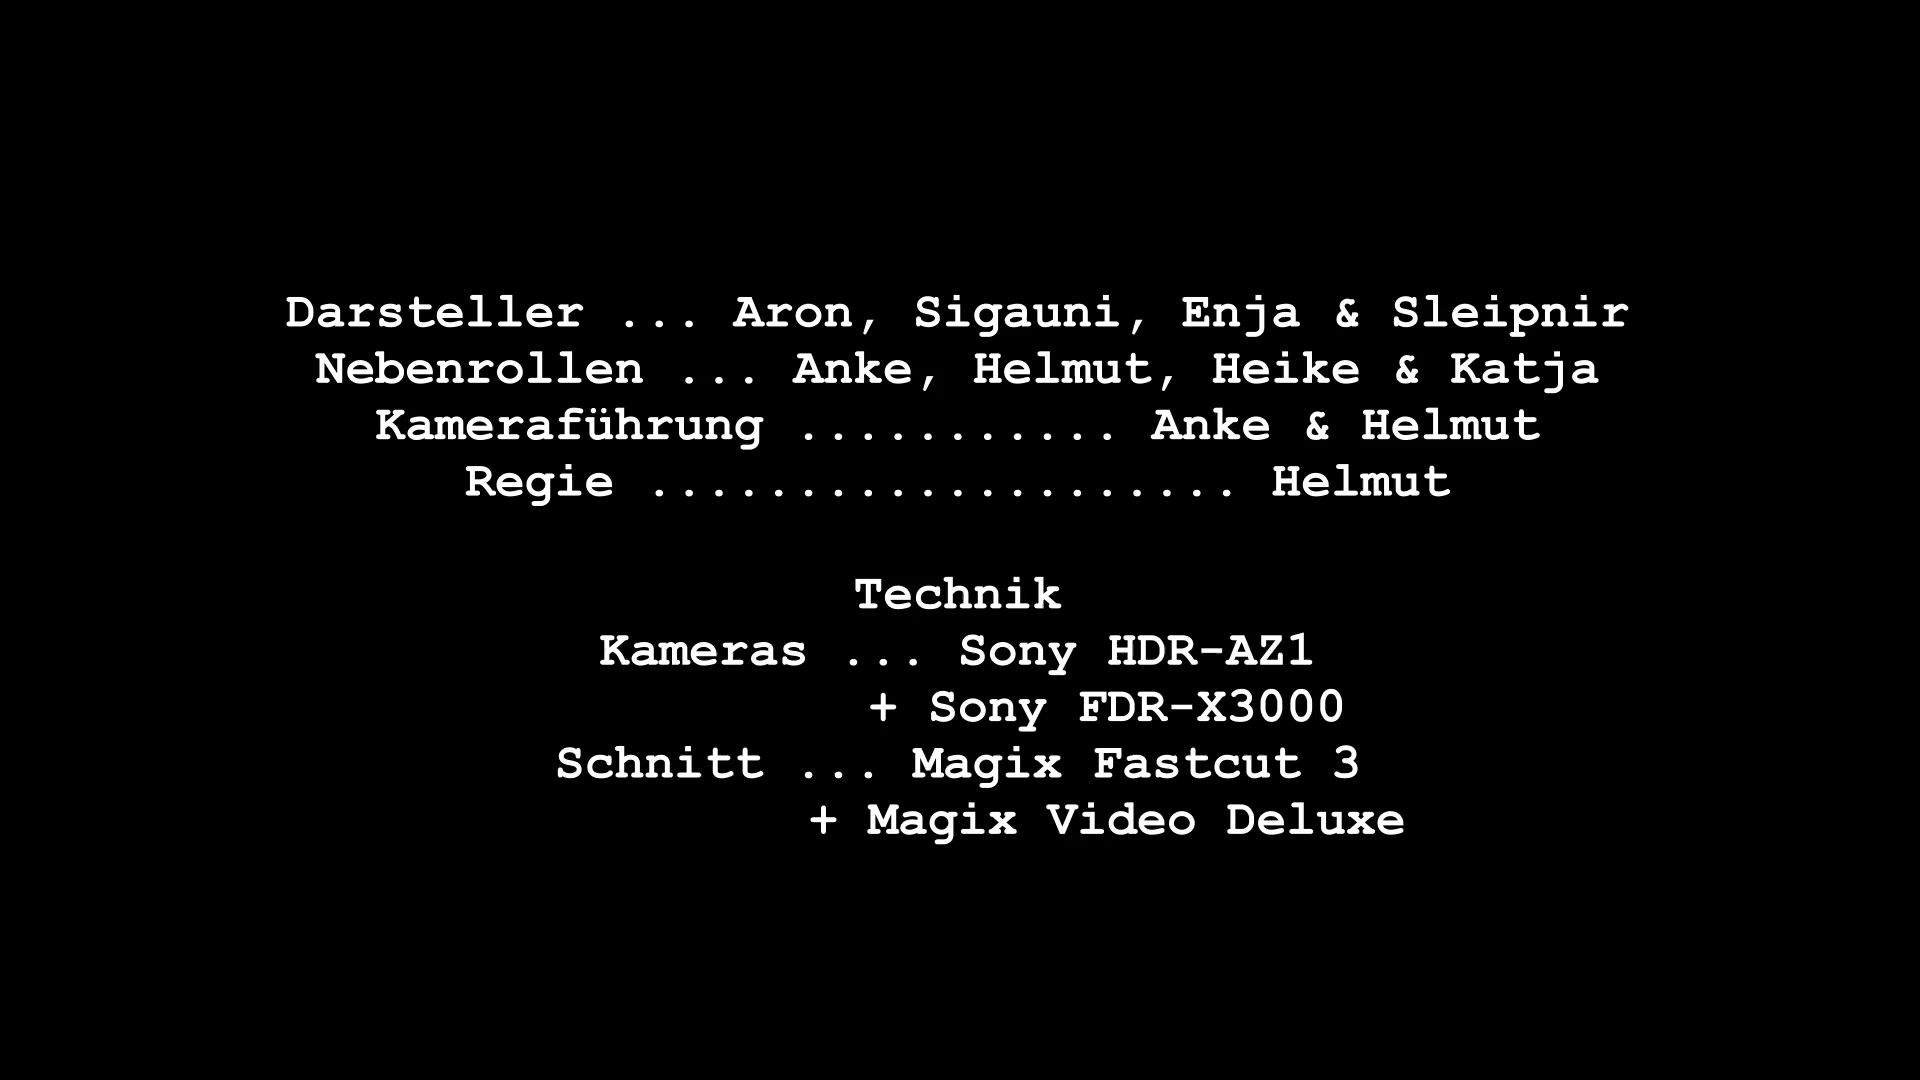 Darsteller ... Aron, Sigauni, Enja & Sleipnir
Nebenrollen ... Anke, Helmut, Heike & Katja
Kameraführung ........... Anke & Helmut
Regie .................... Helmut
Technik
Kameras ... Sony HDR-AZ1
+ Sony FDR-X3000
Schnitt ... Magix Fastcut 3
+ Magix Video Deluxe